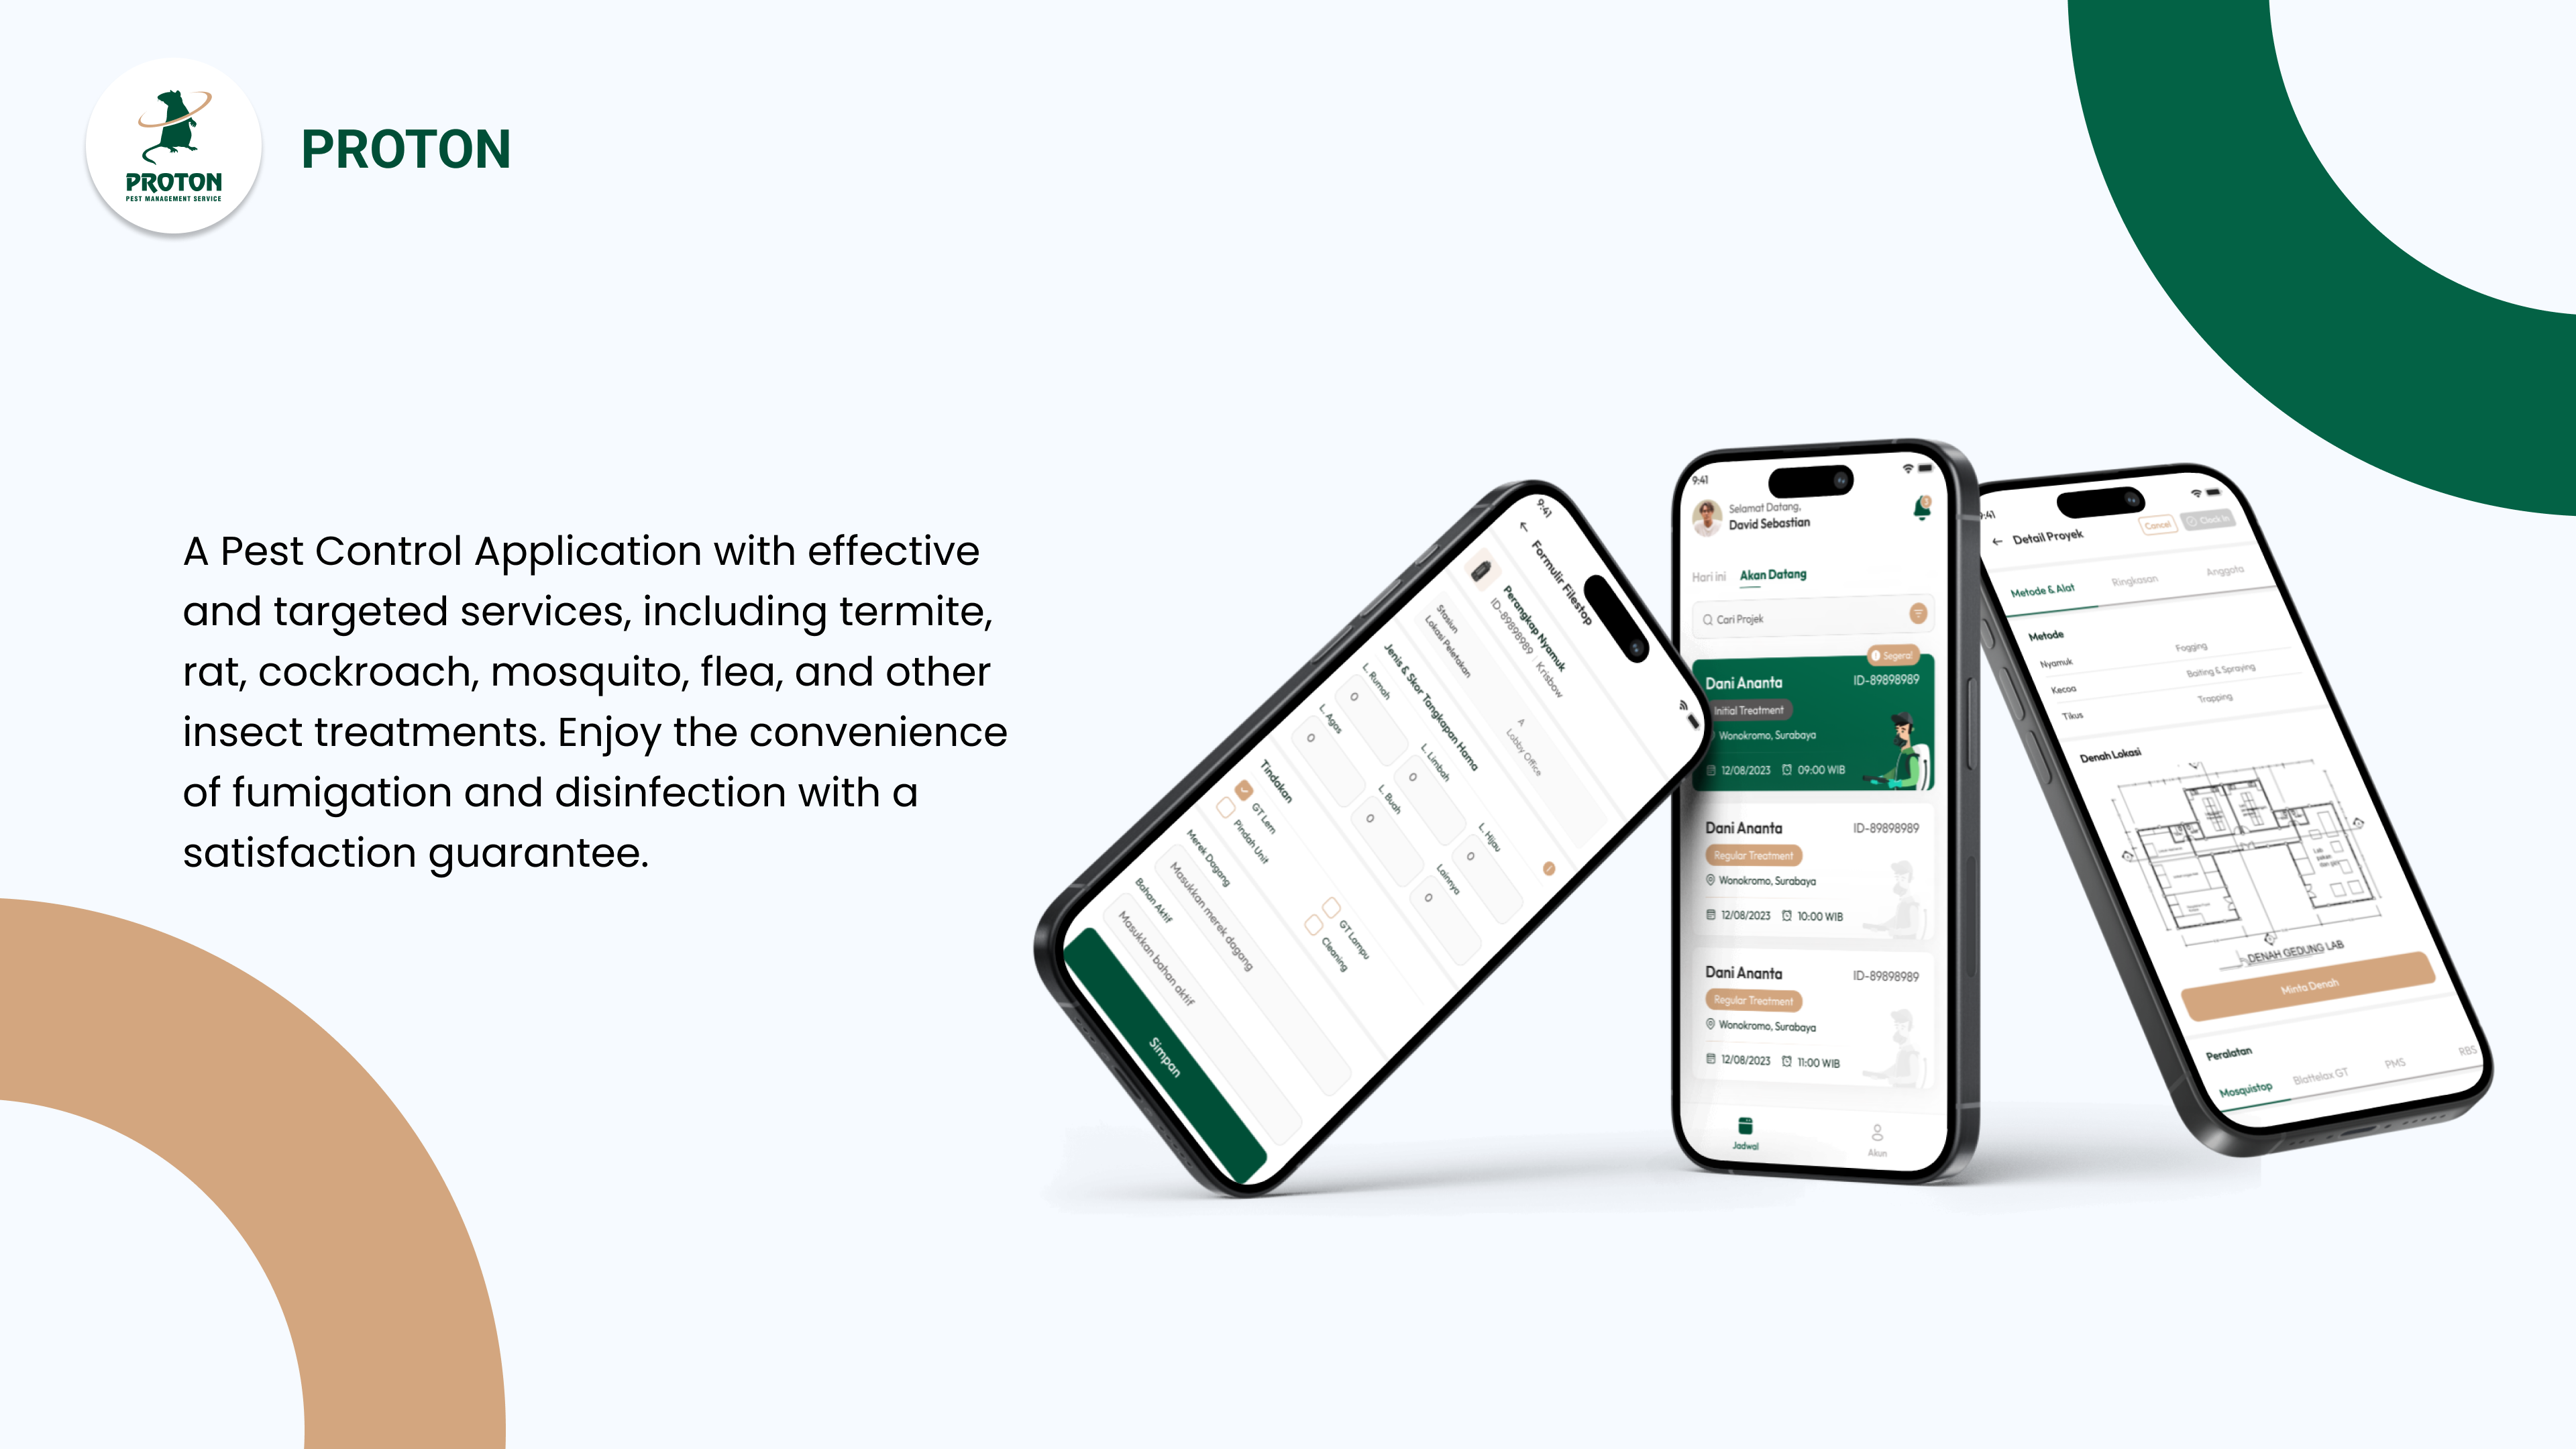 PROTON
PEST MANAGEMENT SERVICE
PROTON
A Pest Control Application with effective
and targeted services, including termite,
rat, cockroach, mosquito, flea, and other
insect treatments. Enjoy the convenience
of fumigation and disinfection with a
satisfaction guarantee.
9:41
Formulir Filestop
Perangkap Nyamuk
ID-89898989 | Krisbow
Stasiun
A
Lokasi Peletakan
Lobby Office
Jenis & Skor Tangkapan Hama
L. Rumah
L. Limbah
L. Hijau
0
0
0
L. Agas
L. Buah
Lainnya
0
0
0
Tindakan
GT Lem
GT Lampu
Pindah Unit
Cleaning
Merek Dagang
Masukkan merek dagang
Bahan Aktif
Masukkan bahan aktif
Simpan
9:41
Selamat Datang,
David Sebastian
Hari ini
Akan Datang
Cari Projek
Segera!
Dani Ananta
ID-89898989
Initial Treatment
Wonokromo, Surabaya
12/08/2023
09:00 WIB
Dani Ananta
ID-89898989
Regular Treatment
Wonokromo, Surabaya
12/08/2023
10:00 WIB
Dani Ananta
ID-89898989
Regular Treatment
Wonokromo, Surabaya
12/08/2023
11:00 WIB
Jadwal
Akun
9:41
Detail Proyek
Cancel
Clock In
Metode & Alat
Ringkasan
Anggota
Metode
Nyamuk
Fogging
Kecoa
Baiting & Spraying
Tikus
Trapping
Denah Lokasi
DENAH GEDUNG LAB
Minta Denah
Peralatan
Mosquistop
Blattelax GT
PMS
RBS